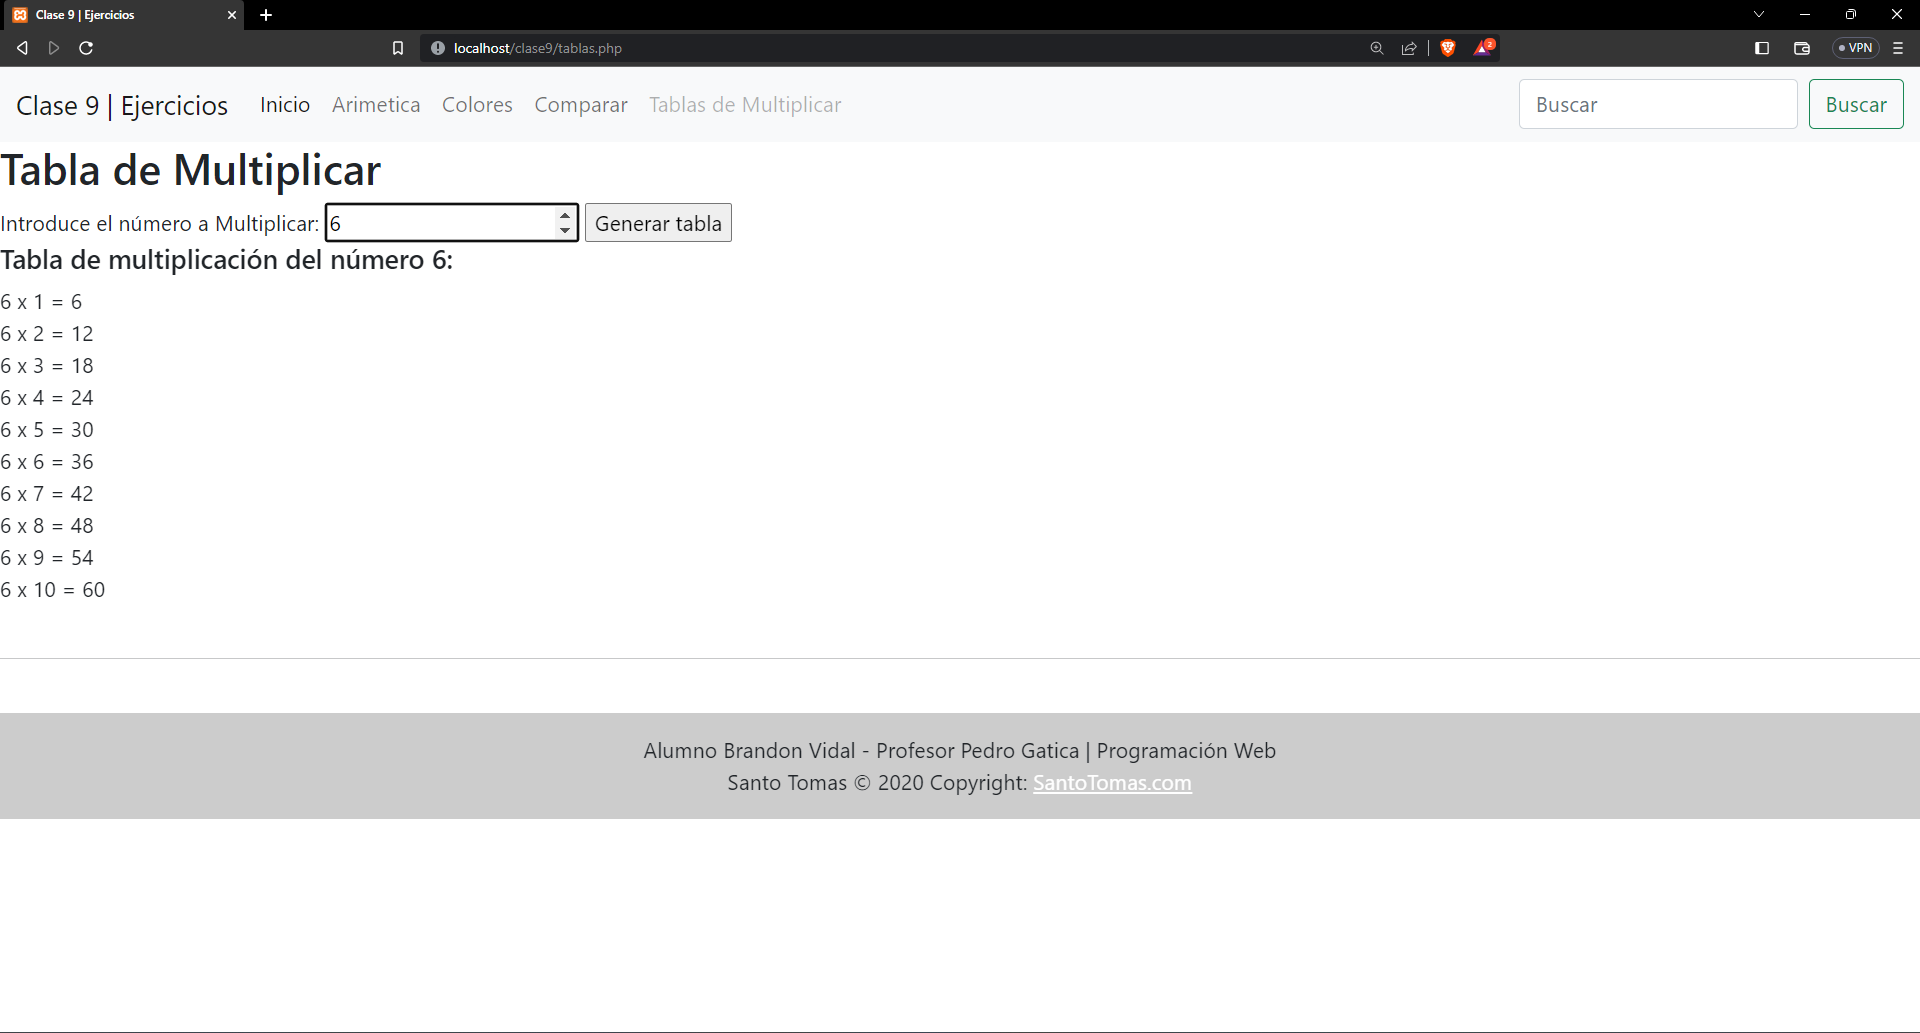 Clase 9 | Ejercicios
localhost/clase9/tablas.php
2
VPN
Clase 9 | Ejercicios Inicio Arimetica Colores Comparar Tablas de Multiplicar Buscar Buscar
Tabla de Multiplicar
Introduce el número a Multiplicar: 6 Generar tabla
Tabla de multiplicación del número 6:
6 x 1 = 6
6 x 2 = 12
6 x 3 = 18
6 x 4 = 24
6 x 5 = 30
6 x 6 = 36
6 x 7 = 42
6 x 8 = 48
6 x 9 = 54
6 x 10 = 60
Alumno Brandon Vidal - Profesor Pedro Gatica | Programación Web
Santo Tomas © 2020 Copyright: SantoTomas.com